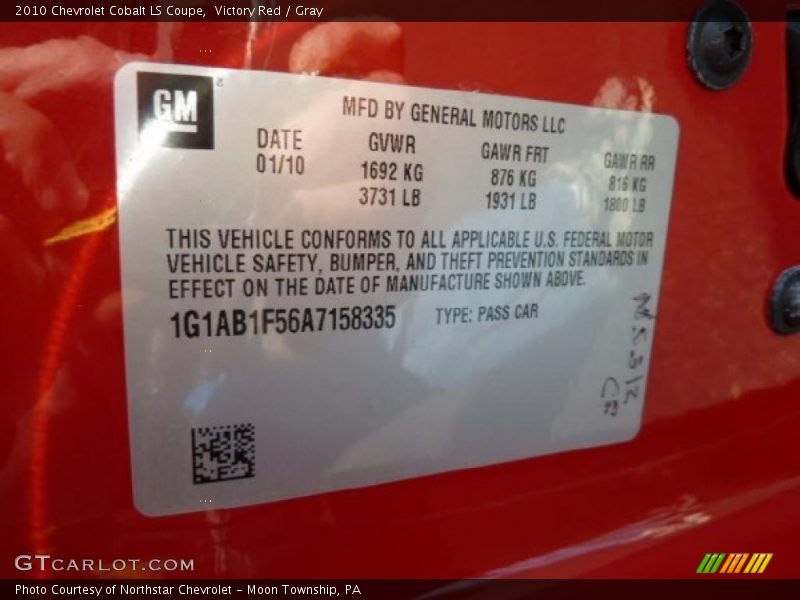 2010 Chevrolet Cobalt LS Coupe, Victory Red / Gray
GM
MFD BY GENERAL MOTORS LLC
DATE GVWR GAWR FRT GAWR RR
01/10 1692 KG 876 KG 816 KG
3731 LB 1931 LB 1800 LB
THIS VEHICLE CONFORMS TO ALL APPLICABLE U.S. FEDERAL MOTOR
VEHICLE SAFETY, BUMPER, AND THEFT PREVENTION STANDARDS IN
EFFECT ON THE DATE OF MANUFACTURE SHOWN ABOVE.
1G1AB1F56A7158335 TYPE: PASS CAR
GTCARLOT.COM
Photo Courtesy of Northstar Chevrolet - Moon Township, PA